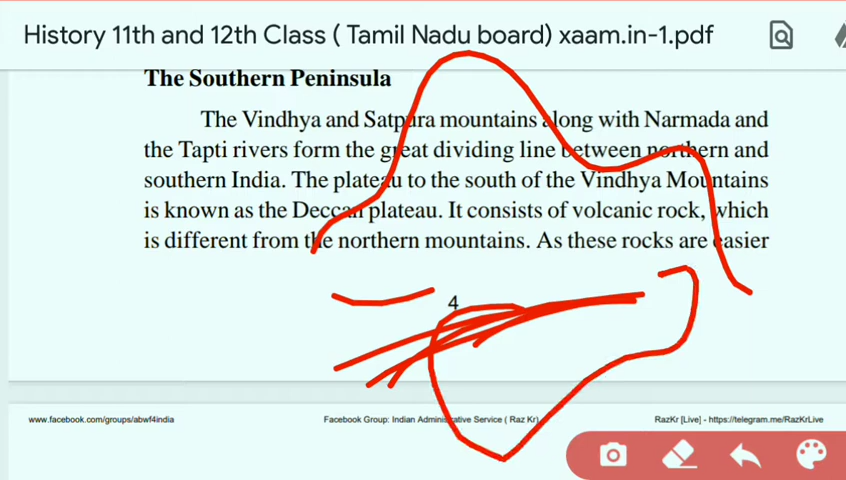 History 11th and 12th Class ( Tamil Nadu board) xaam.in-1.pdf
The Southern Peninsula
The Vindhya and Satpura mountains along with Narmada and
the Tapti rivers form the great dividing line between northern and
southern India. The plateau to the south of the Vindhya Mountains
is known as the Deccan plateau. It consists of volcanic rock, which
is different from the northern mountains. As these rocks are easier
4
www.facebook.com/groups/abwf4india Facebook Group: Indian Administrative Service ( Raz Kr) RazKr [Live] - https://telegram.me/RazKrLive